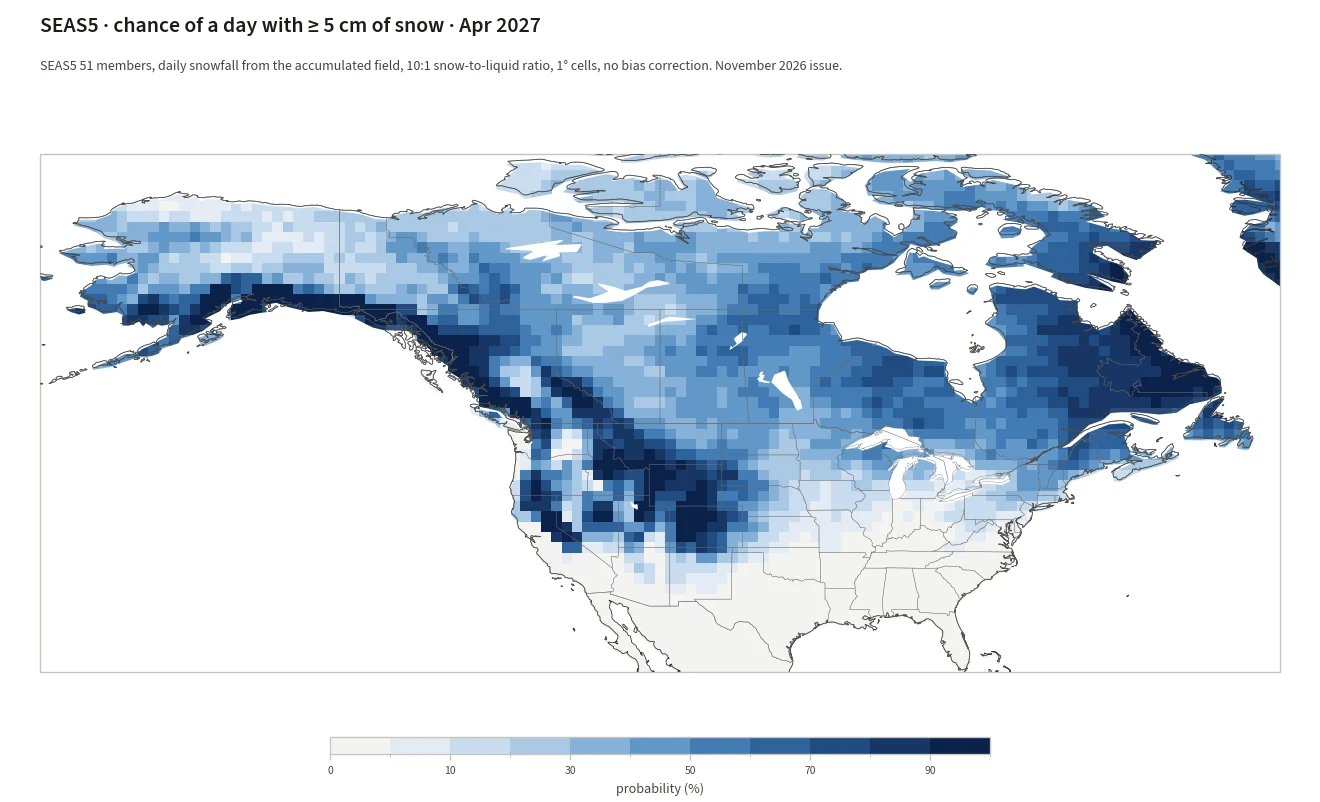 SEAS5 · chance of a day with ≥ 5 cm of snow · Apr 2027
SEAS5 51 members, daily snowfall from the accumulated field, 10:1 snow-to-liquid ratio, 1° cells, no bias correction. November 2026 issue.
0 10 30 50 70 90
probability (%)